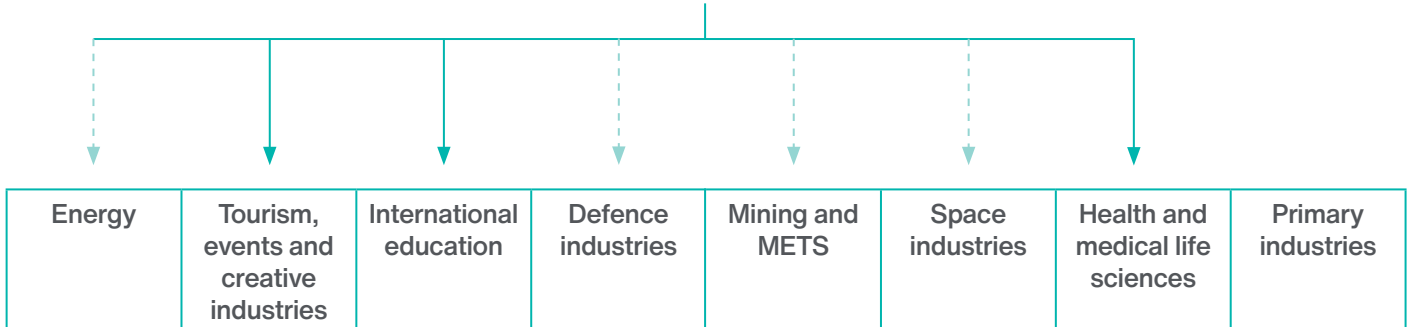 Energy
Tourism,
events and
creative
industries
International
education
Defence
industries
Mining and
METS
Space
industries
Health and
medical life
sciences
Primary
industries